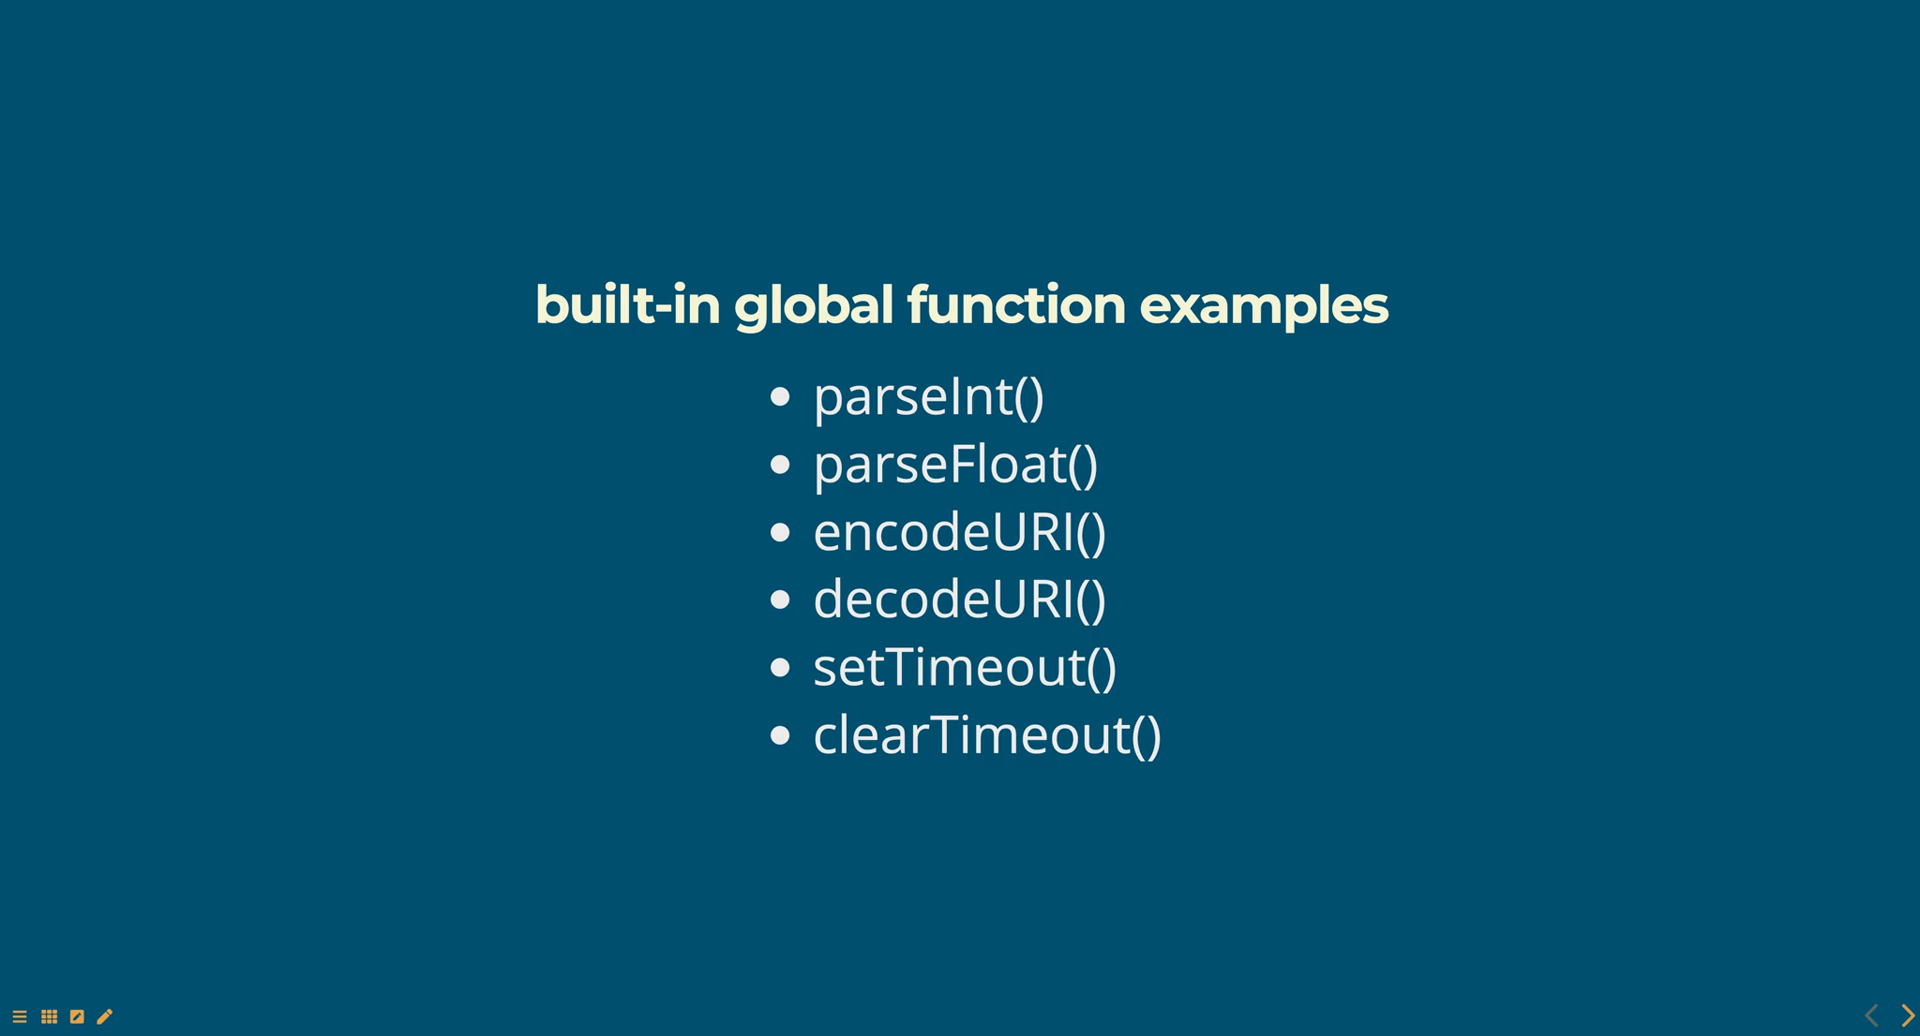 built-in global function examples
• parseInt()
• parseFloat()
• encodeURI()
• decodeURI()
• setTimeout()
• clearTimeout()